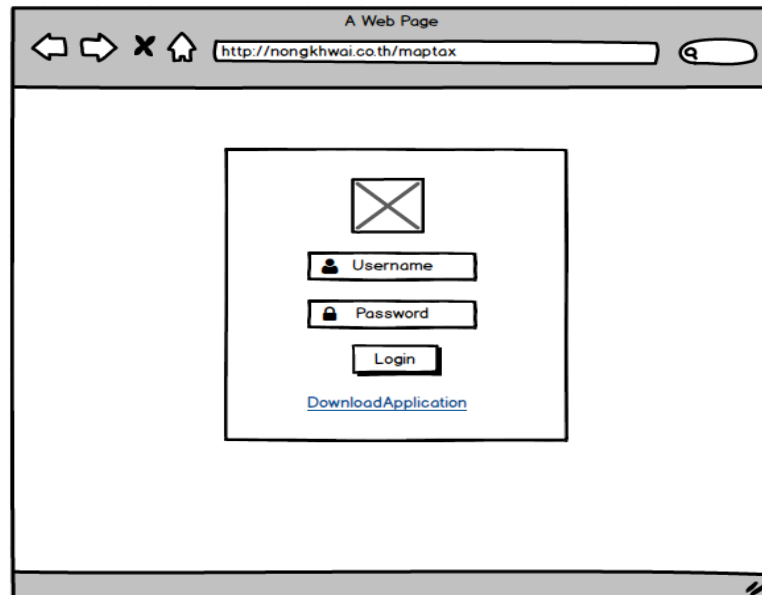 A Web Page
http://nongkhwai.co.th/maptax
Username
Password
Login
DownloadApplication